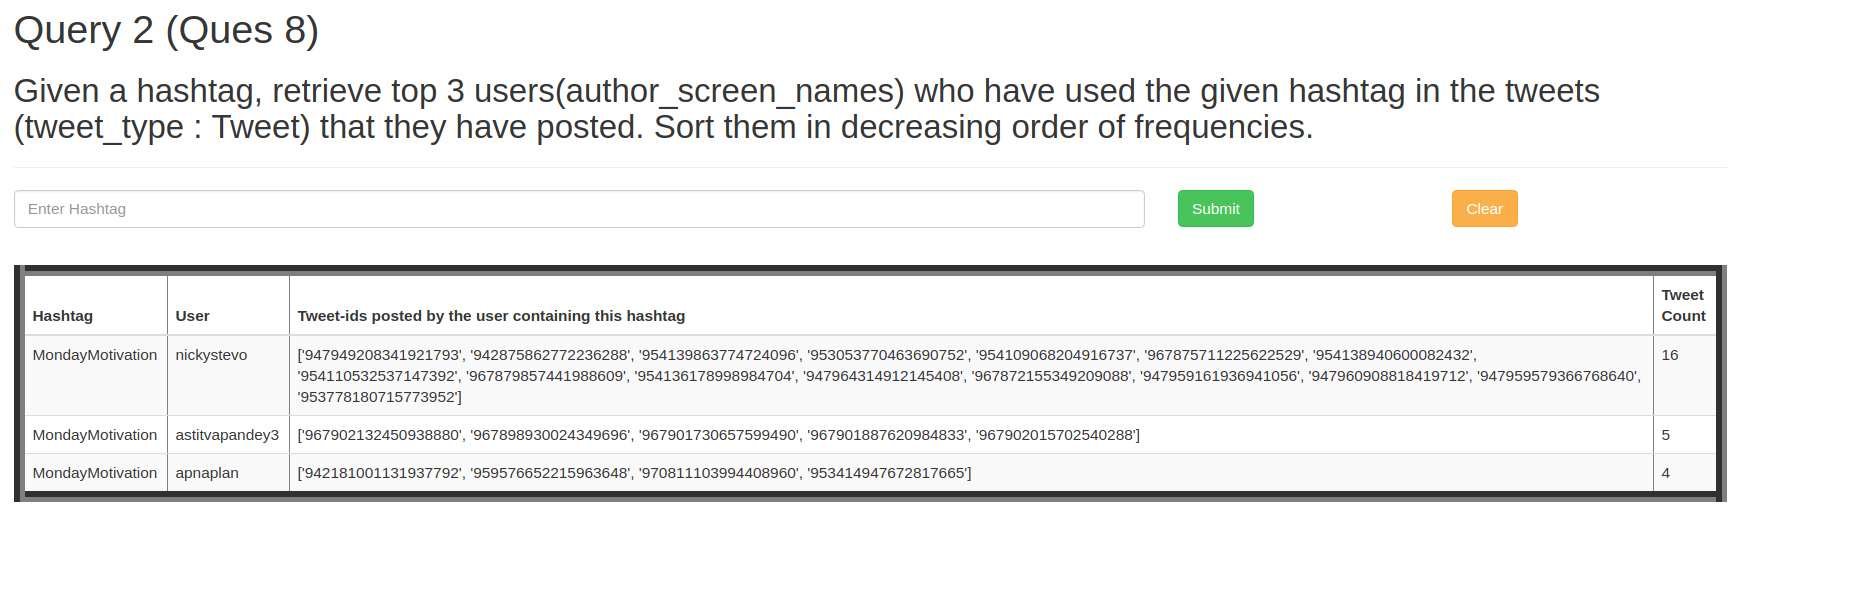 Query 2 (Ques 8)
Given a hashtag, retrieve top 3 users(author_screen_names) who have used the given hashtag in the tweets
(tweet_type : Tweet) that they have posted. Sort them in decreasing order of frequencies.
Enter Hashtag Submit Clear
Hashtag User Tweet-ids posted by the user containing this hashtag Tweet Count
MondayMotivation nickystevo ['947949208341921793', '942875862772236288', '954139863774724096', '953053770463690752', '954109068204916737', '967875711225622529', '954138940600082432', 16
'954110532537147392', '967879857441988609', '954136178998984704', '947964314912145408', '967872155349209088', '947959161936941056', '947960908818419712', '947959579366768640',
'953778180715773952']
MondayMotivation astitvapandey3 ['967902132450938880', '967898930024349696', '967901730657599490', '967901887620984833', '967902015702540288'] 5
MondayMotivation apnaplan ['942181001131937792', '959576652215963648', '970811103994408960', '953414947672817665'] 4